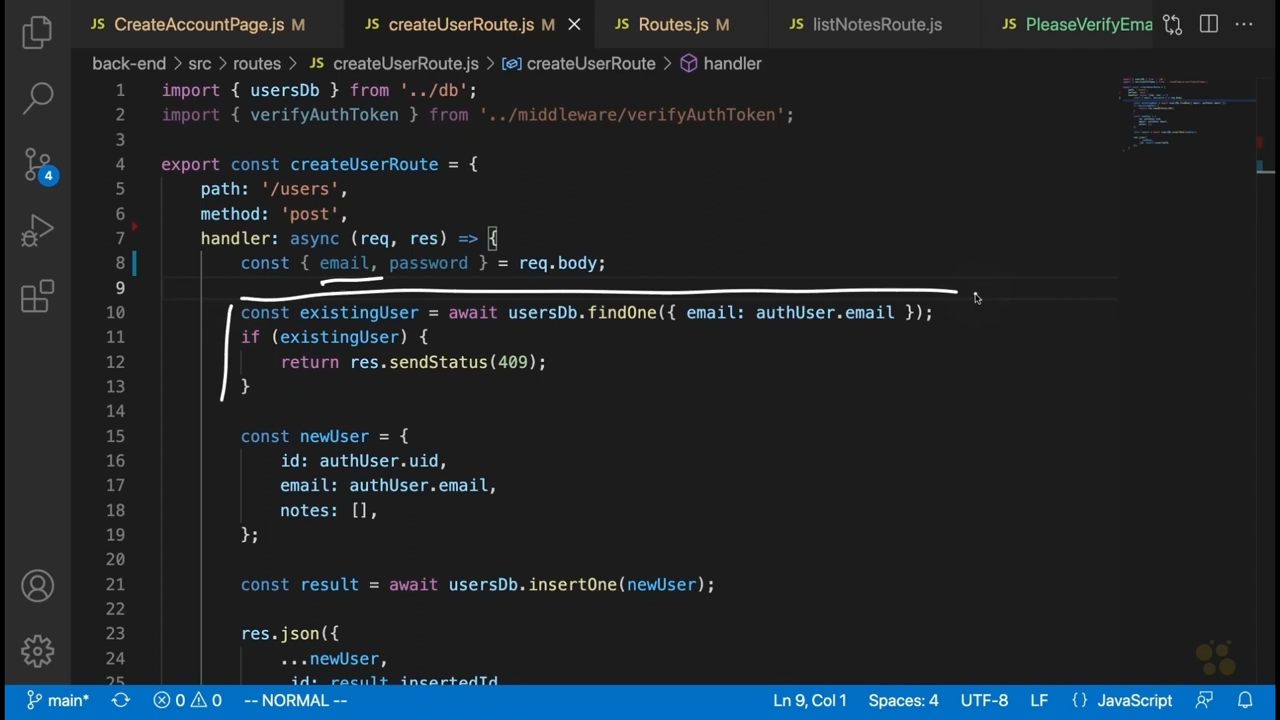 JS CreateAccountPage.js M JS createUserRoute.js M JS Routes.js M JS listNotesRoute.js JS PleaseVerifyEma
back-end > src > routes > JS createUserRoute.js > createUserRoute > handler
1 import { usersDb } from '../db';
2 import { verifyAuthToken } from '../middleware/verifyAuthToken';
3
4 export const createUserRoute = {
5 path: '/users',
6 method: 'post',
7 handler: async (req, res) => {
8 const { email, password } = req.body;
9
10 const existingUser = await usersDb.findOne({ email: authUser.email });
11 if (existingUser) {
12 return res.sendStatus(409);
13 }
14
15 const newUser = {
16 id: authUser.uid,
17 email: authUser.email,
18 notes: [],
19 };
20
21 const result = await usersDb.insertOne(newUser);
22
23 res.json({
24 ...newUser,
25 _id: result.insertedId
4
main* 0 0 -- NORMAL -- Ln 9, Col 1 Spaces: 4 UTF-8 LF {} JavaScript